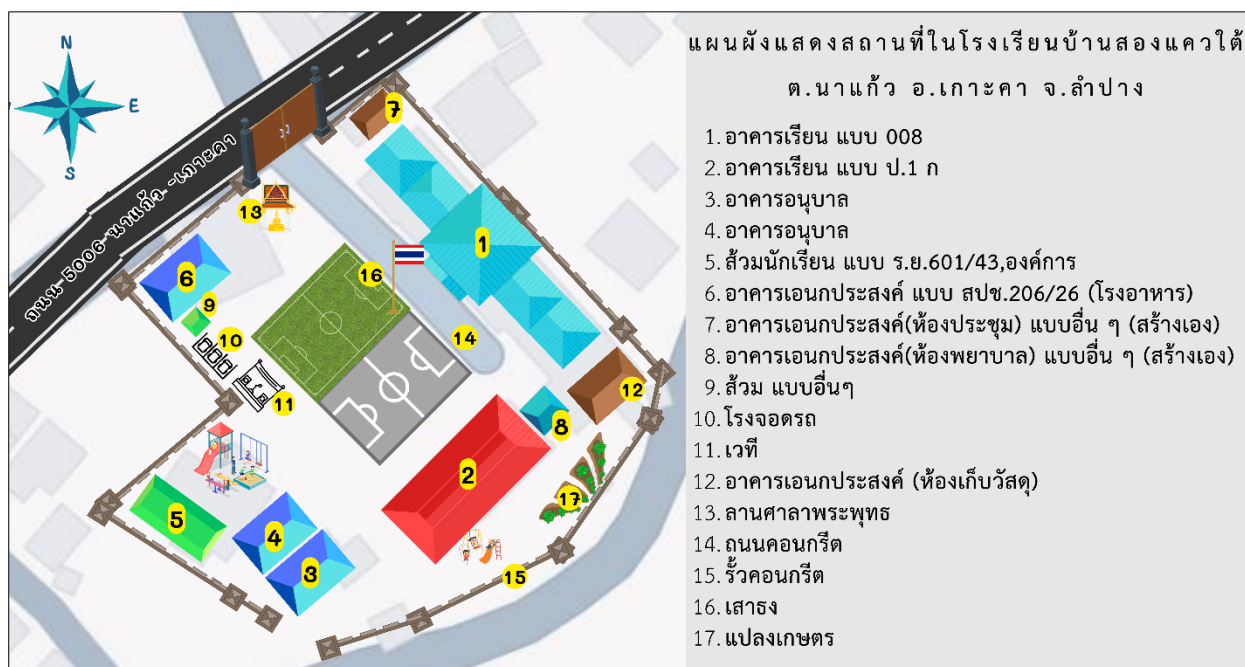 แผนผังแสดงสถานที่ในโรงเรียนบ้านสองแควใต้
ต.นาแก้ว อ.เกาะคา จ.ลำปาง
1. อาคารเรียน แบบ 008
2. อาคารเรียน แบบ ป.1 ก
3. อาคารอนุบาล
4. อาคารอนุบาล
5. ส้วมนักเรียน แบบ ร.ย.601/43,องค์การ
6. อาคารเอนกประสงค์ แบบ สปช.206/26 (โรงอาหาร)
7. อาคารเอนกประสงค์(ห้องประชุม) แบบอื่น ๆ (สร้างเอง)
8. อาคารเอนกประสงค์(ห้องพยาบาล) แบบอื่น ๆ (สร้างเอง)
9. ส้วม แบบอื่นๆ
10. โรงจอดรถ
11. เวที
12. อาคารเอนกประสงค์ (ห้องเก็บวัสดุ)
13. ลานศาลาพระพุทธ
14. ถนนคอนกรีต
15. รั้วคอนกรีต
16. เสาธง
17. แปลงเกษตร
N
E
S
ถนน 5006 นาแก้ว -เกาะคา
7
13
1
6
16
9
10
14
11
12
8
2
17
5
4
3
15